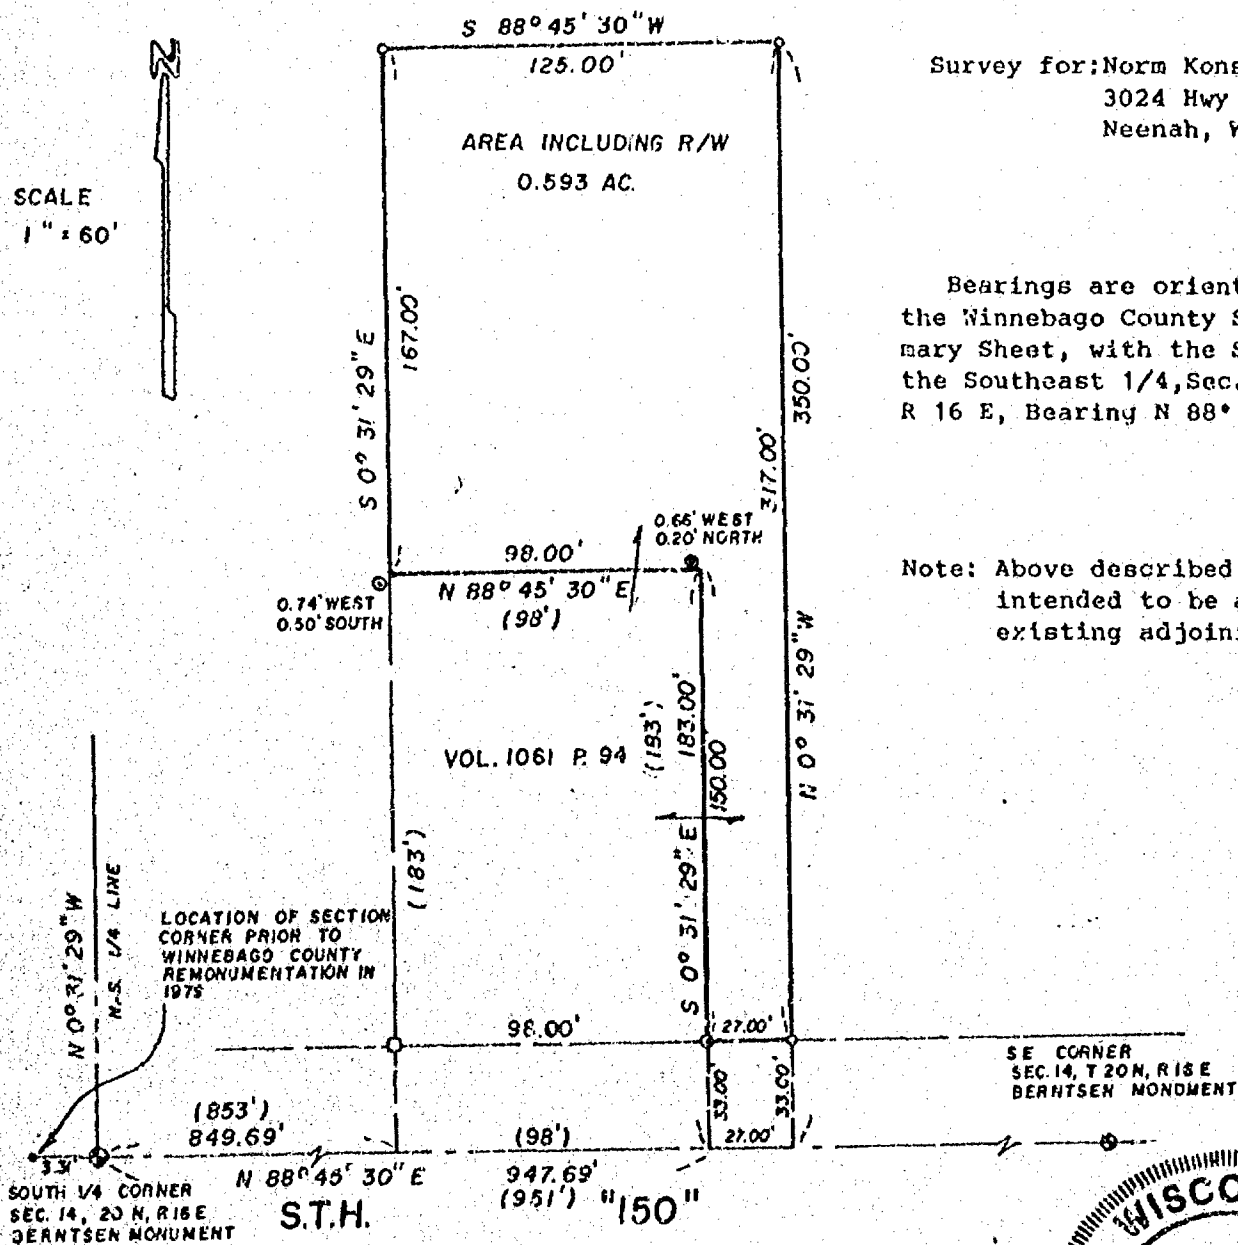 S 88° 45' 30" W
125.00'
AREA INCLUDING R/W
0.593 AC.
SCALE
1" = 60'
N
Survey for: Norm Kons
3024 Hwy
Neenah, W
Bearings are orient
the Winnebago County S
mary Sheet, with the S
the Southeast 1/4, Sec.
R 16 E, Bearing N 88°
S 0° 31' 29" E
167.00'
350.00'
317.00'
N 0° 31' 29" W
0.66' WEST
0.20' NORTH
98.00'
N 88° 45' 30" E
(98')
0.74' WEST
0.50' SOUTH
Note: Above described
intended to be a
existing adjoini
VOL. 1061 P. 94
(183')
183.00'
150.00
S 0° 31' 29" E
(183')
N 0° 31' 29" W
N.-S. 1/4 LINE
LOCATION OF SECTION
CORNER PRIOR TO
WINNEBAGO COUNTY
REMONUMENTATION IN
1975
98.00'
27.00'
33.00'
33.00'
27.00'
SE CORNER
SEC. 14, T 20 N, R 16 E
BERNTSEN MONUMENT
(853')
849.69'
(98')
3.31'
N 88° 45' 30" E
947.69'
(951')
SOUTH 1/4 CORNER
SEC. 14, 20 N, R 16 E
BERNTSEN MONUMENT
S.T.H. "150"
WISCO